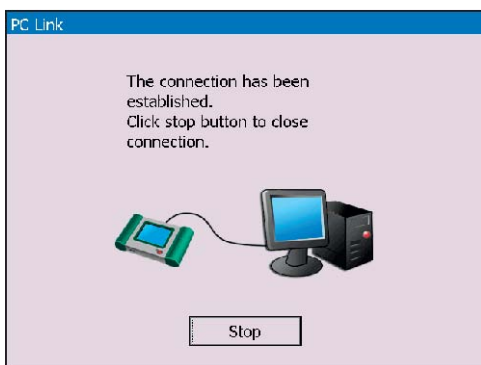 PC Link
The connection has been
established.
Click stop button to close
connection.
Stop